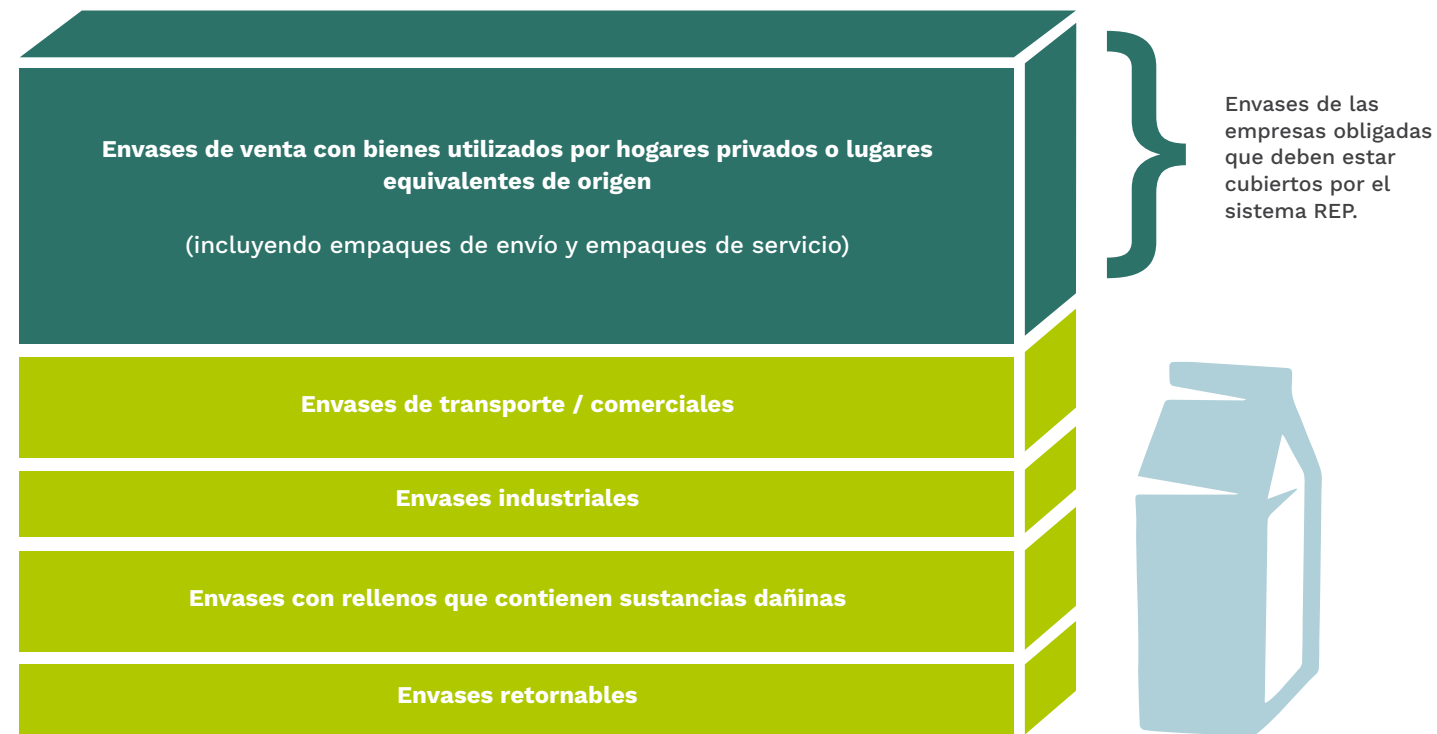 Envases de venta con bienes utilizados por hogares privados o lugares
equivalentes de origen
(incluyendo empaques de envío y empaques de servicio)
Envases de las
empresas obligadas
que deben estar
cubiertos por el
sistema REP.
Envases de transporte / comerciales
Envases industriales
Envases con rellenos que contienen sustancias dañinas
Envases retornables